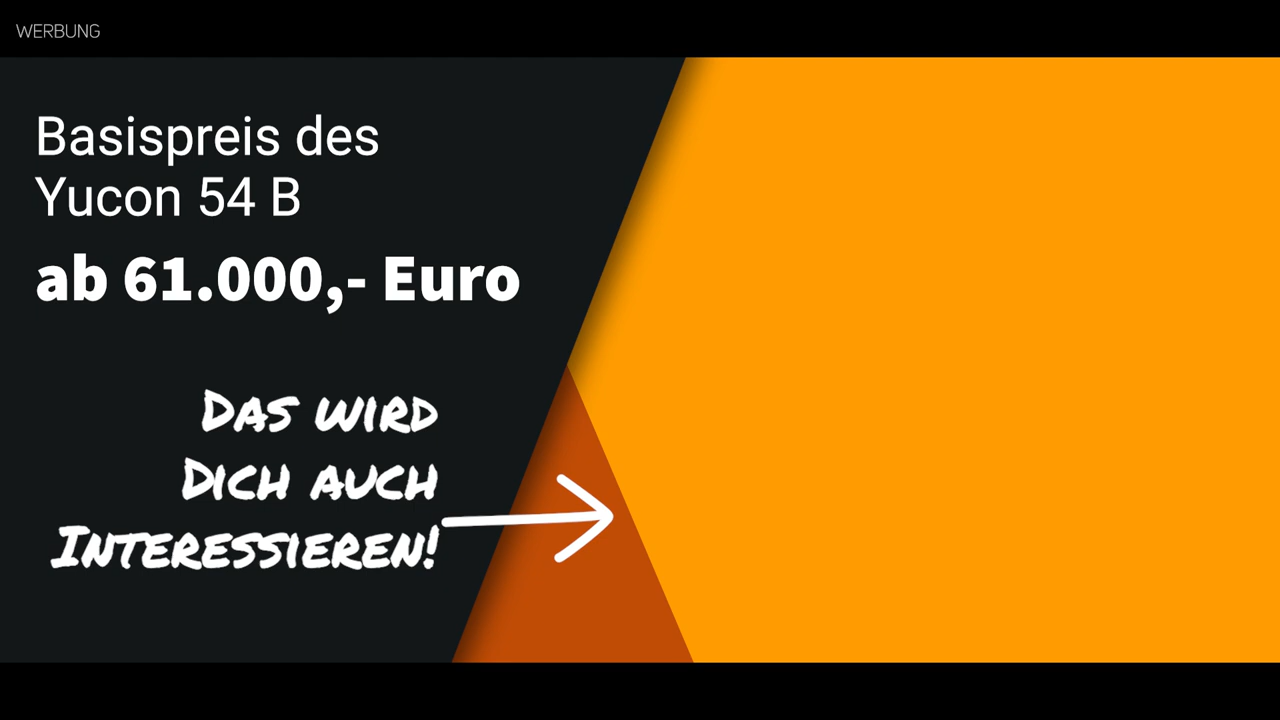 WERBUNG
Basispreis des
Yucon 54 B
ab 61.000,- Euro
Das wird
Dich auch
Interessieren!